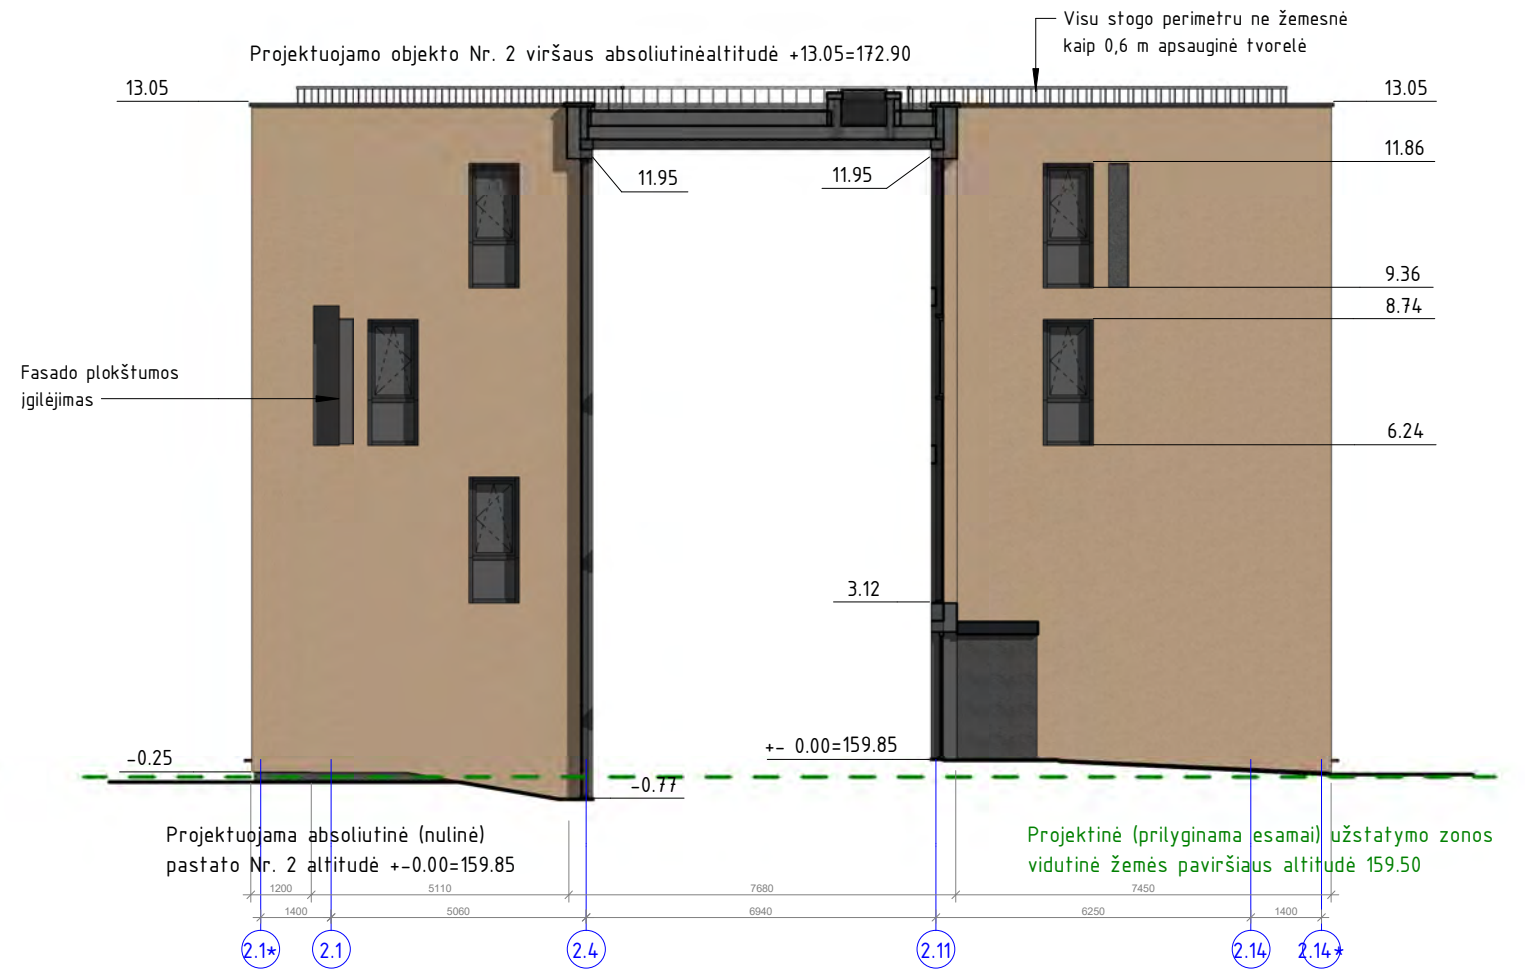 Visu stogo perimetru ne žemesnė
kaip 0,6 m apsauginė tvorelė
Projektuojamo objekto Nr. 2 viršaus absoliutinėaltitudė +13.05=172.90
13.05
13.05
11.86
11.95
11.95
9.36
8.74
Fasado plokštumos
įgilėjimas
6.24
3.12
+- 0.00=159.85
-0.25
-0.77
Projektuojama absoliutinė (nulinė)
pastato Nr. 2 altitudė +-0.00=159.85
Projektinė (prilyginama esamai) užstatymo zonos
vidutinė žemės paviršiaus altitudė 159.50
1200 5110 7680 7450
1400 5060 6940 6250 1400
2.1* 2.1 2.4 2.11 2.14 2.14*